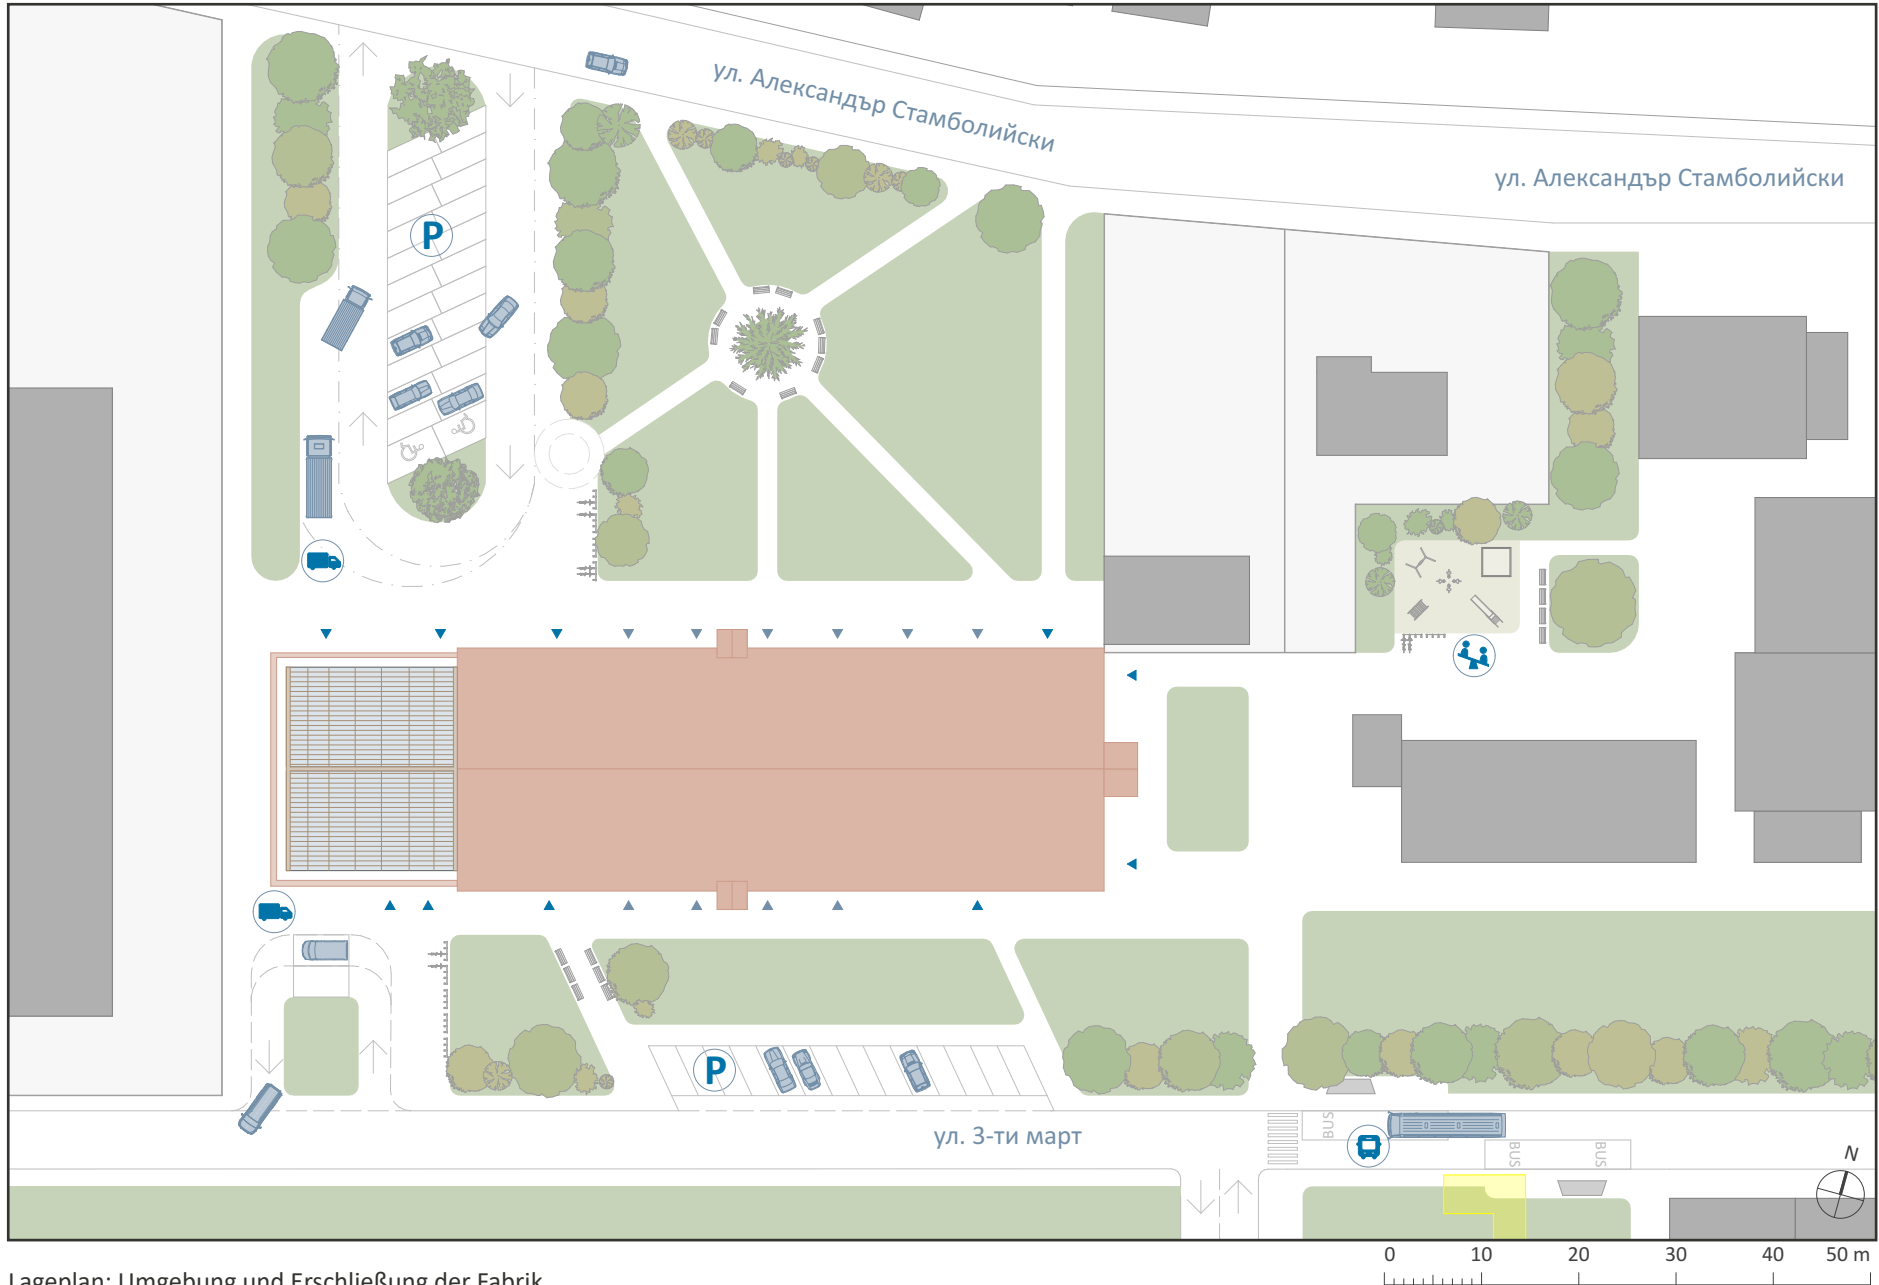 ул. Александър Стамболийски
ул. Александър Стамболийски
P
P
ул. 3-ти март
BUS
BUS
BUS
N
0 10 20 30 40 50 m
Lageplan: Umgebung und Erschließung der Fabrik